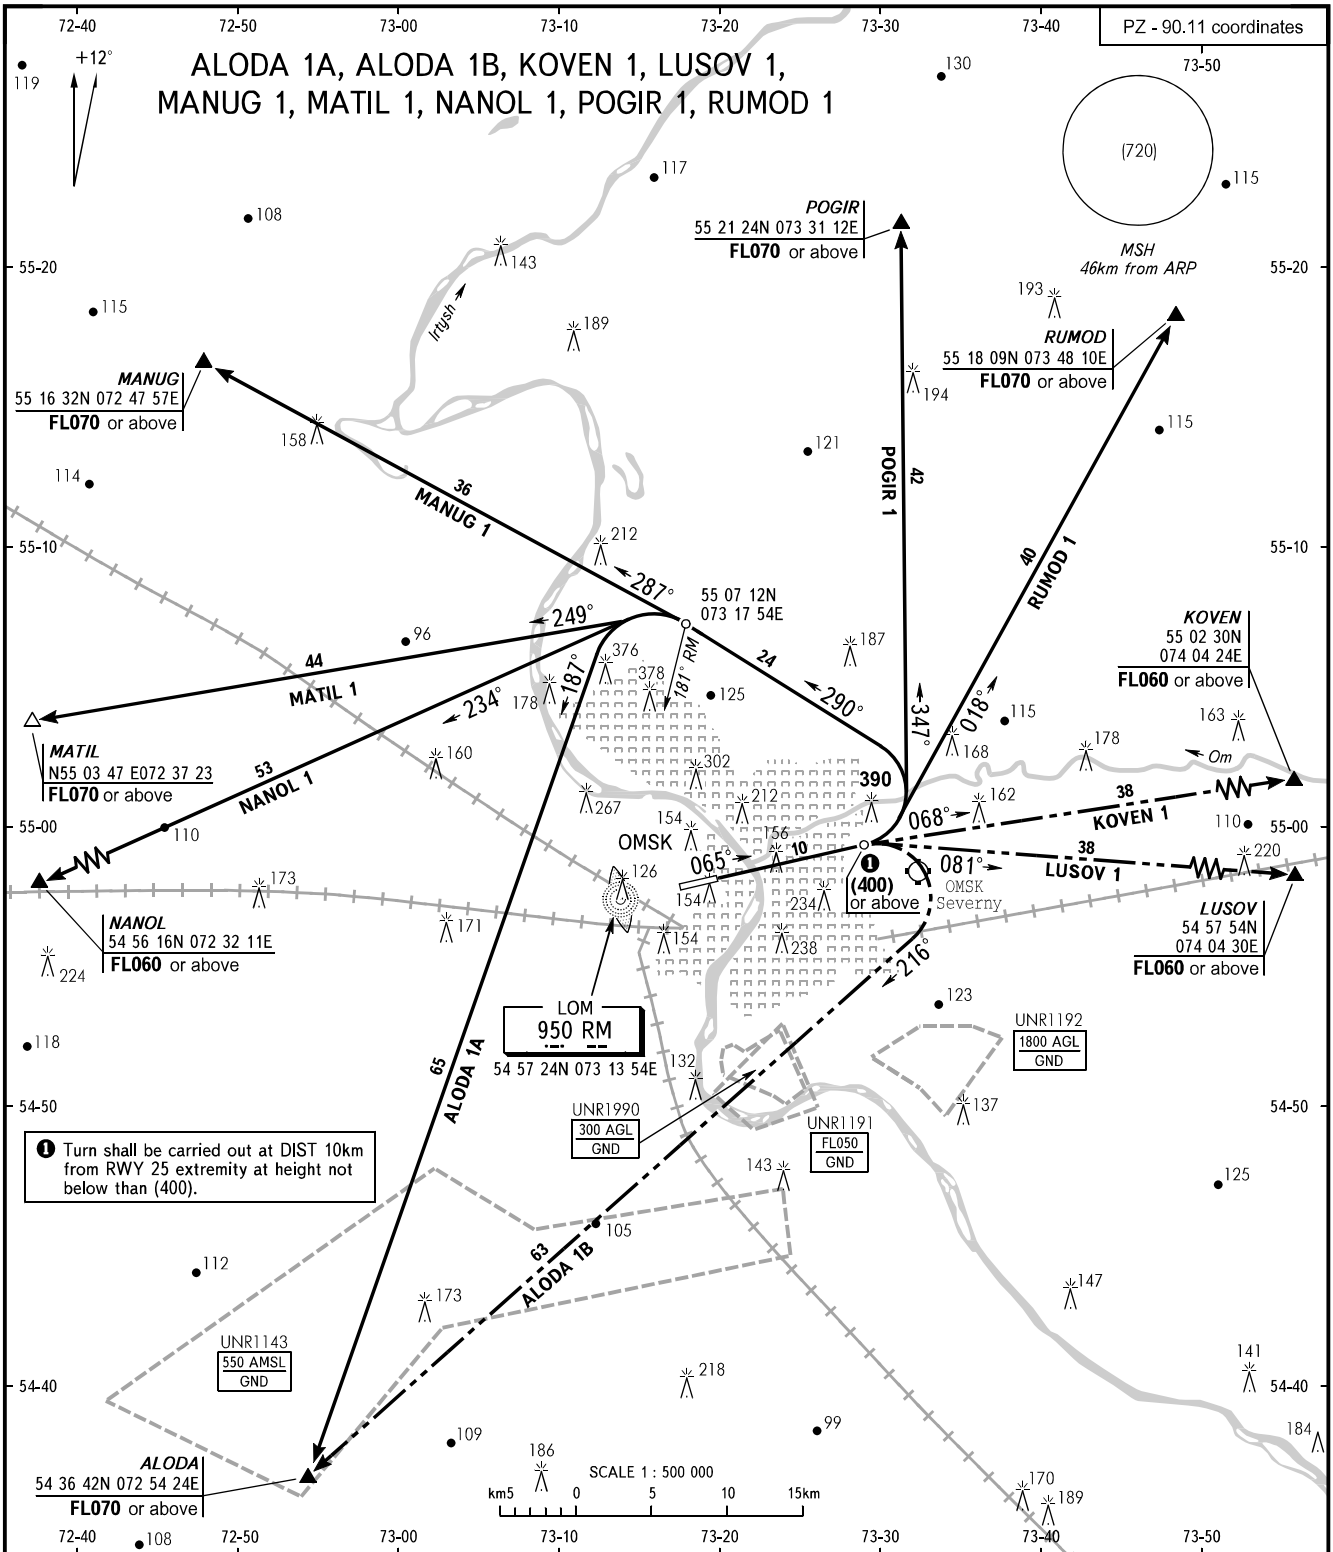 72-40
72-50
73-00
73-10
73-20
73-30
73-40
PZ - 90.11 coordinates
73-50
+12°
ALODA 1A, ALODA 1B, KOVEN 1, LUSOV 1,
MANUG 1, MATIL 1, NANOL 1, POGIR 1, RUMOD 1
119
130
(720)
117
115
108
POGIR
55 21 24N 073 31 12E
FL070 or above
MSH
46km from ARP
143
55-20
55-20
115
Irtysh
189
193
RUMOD
55 18 09N 073 48 10E
FL070 or above
MANUG
55 16 32N 072 47 57E
FL070 or above
194
158
121
115
114
36
MANUG 1
POGIR 1
42
40
RUMOD 1
212
55-10
55-10
287°
55 07 12N
073 17 54E
249°
96
KOVEN
55 02 30N
074 04 24E
FL060 or above
376
187
44
MATIL 1
187°
378
181° RM
24
125
178
234°
290°
347°
018°
115
163
168
178
Om
MATIL
N55 03 47 E072 37 23
FL070 or above
160
302
390
53
NANOL 1
267
212
162
38
KOVEN 1
068°
110
154
110
55-00
55-00
OMSK
156
10
065°
1
(400)
or above
081°
38
LUSOV 1
220
126
OMSK
Severny
173
154
234
LUSOV
54 57 54N
074 04 30E
FL060 or above
NANOL
54 56 16N 072 32 11E
FL060 or above
171
154
238
216°
224
LOM
950 RM
54 57 24N 073 13 54E
123
UNR1192
1800 AGL
GND
118
65
ALODA 1A
132
54-50
54-50
UNR1990
300 AGL
GND
UNR1191
FL050
GND
137
1 Turn shall be carried out at DIST 10km
from RWY 25 extremity at height not
below than (400).
143
125
105
112
63
ALODA 1B
173
147
UNR1143
550 AMSL
GND
218
141
54-40
54-40
109
99
184
ALODA
54 36 42N 072 54 24E
FL070 or above
186
SCALE 1 : 500 000
km5 0 5 10 15km
170
189
108
72-40
72-50
73-00
73-10
73-20
73-30
73-40
73-50